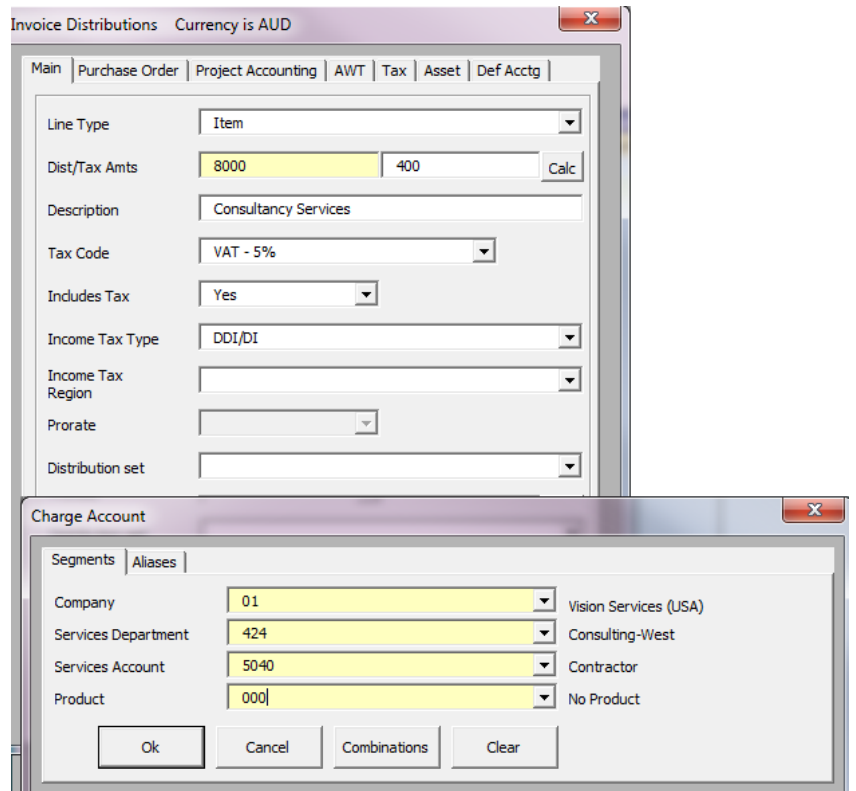 Invoice Distributions Currency is AUD
Main Purchase Order Project Accounting AWT Tax Asset Def Acctg
Line Type Item
Dist/Tax Amts 8000 400 Calc
Description Consultancy Services
Tax Code VAT - 5%
Includes Tax Yes
Income Tax Type DDI/DI
Income Tax
Region
Prorate
Distribution set
Charge Account
Segments Aliases
Company 01 Vision Services (USA)
Services Department 424 Consulting-West
Services Account 5040 Contractor
Product 000 No Product
Ok Cancel Combinations Clear